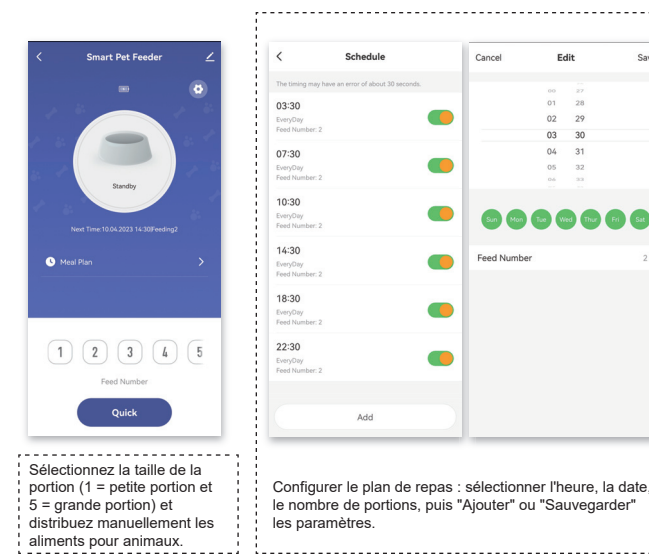 Smart Pet Feeder
Standby
Next Time:10.04.2023 14:30Feeding2
Meal Plan
1 2 3 4 5
Feed Number
Quick
Sélectionnez la taille de la
portion (1 = petite portion et
5 = grande portion) et
distribuez manuellement les
aliments pour animaux.
Schedule
The timing may have an error of about 30 seconds.
03:30
EveryDay
Feed Number: 2
07:30
EveryDay
Feed Number: 2
10:30
EveryDay
Feed Number: 2
14:30
EveryDay
Feed Number: 2
18:30
EveryDay
Feed Number: 2
22:30
EveryDay
Feed Number: 2
Add
Cancel Edit Sav
00 27
01 28
02 29
03 30
04 31
05 32
06 33
Sun Mon Tue Wed Thur Fri Sat
Feed Number 2
Configurer le plan de repas : sélectionner l'heure, la date,
le nombre de portions, puis "Ajouter" ou "Sauvegarder"
les paramètres.